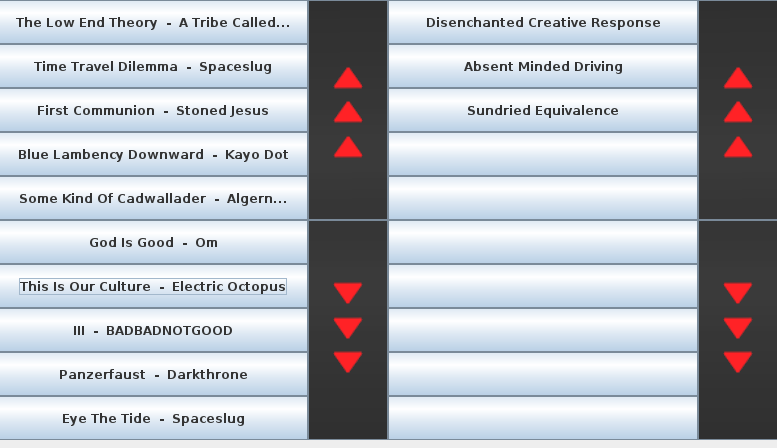 The Low End Theory  -  A Tribe Called...
Time Travel Dilemma  -  Spaceslug
First Communion  -  Stoned Jesus
Blue Lambency Downward  -  Kayo Dot
Some Kind Of Cadwallader  -  Algern...
God Is Good  -  Om
This Is Our Culture  -  Electric Octopus
III  -  BADBADNOTGOOD
Panzerfaust  -  Darkthrone
Eye The Tide  -  Spaceslug
Disenchanted Creative Response
Absent Minded Driving
Sundried Equivalence